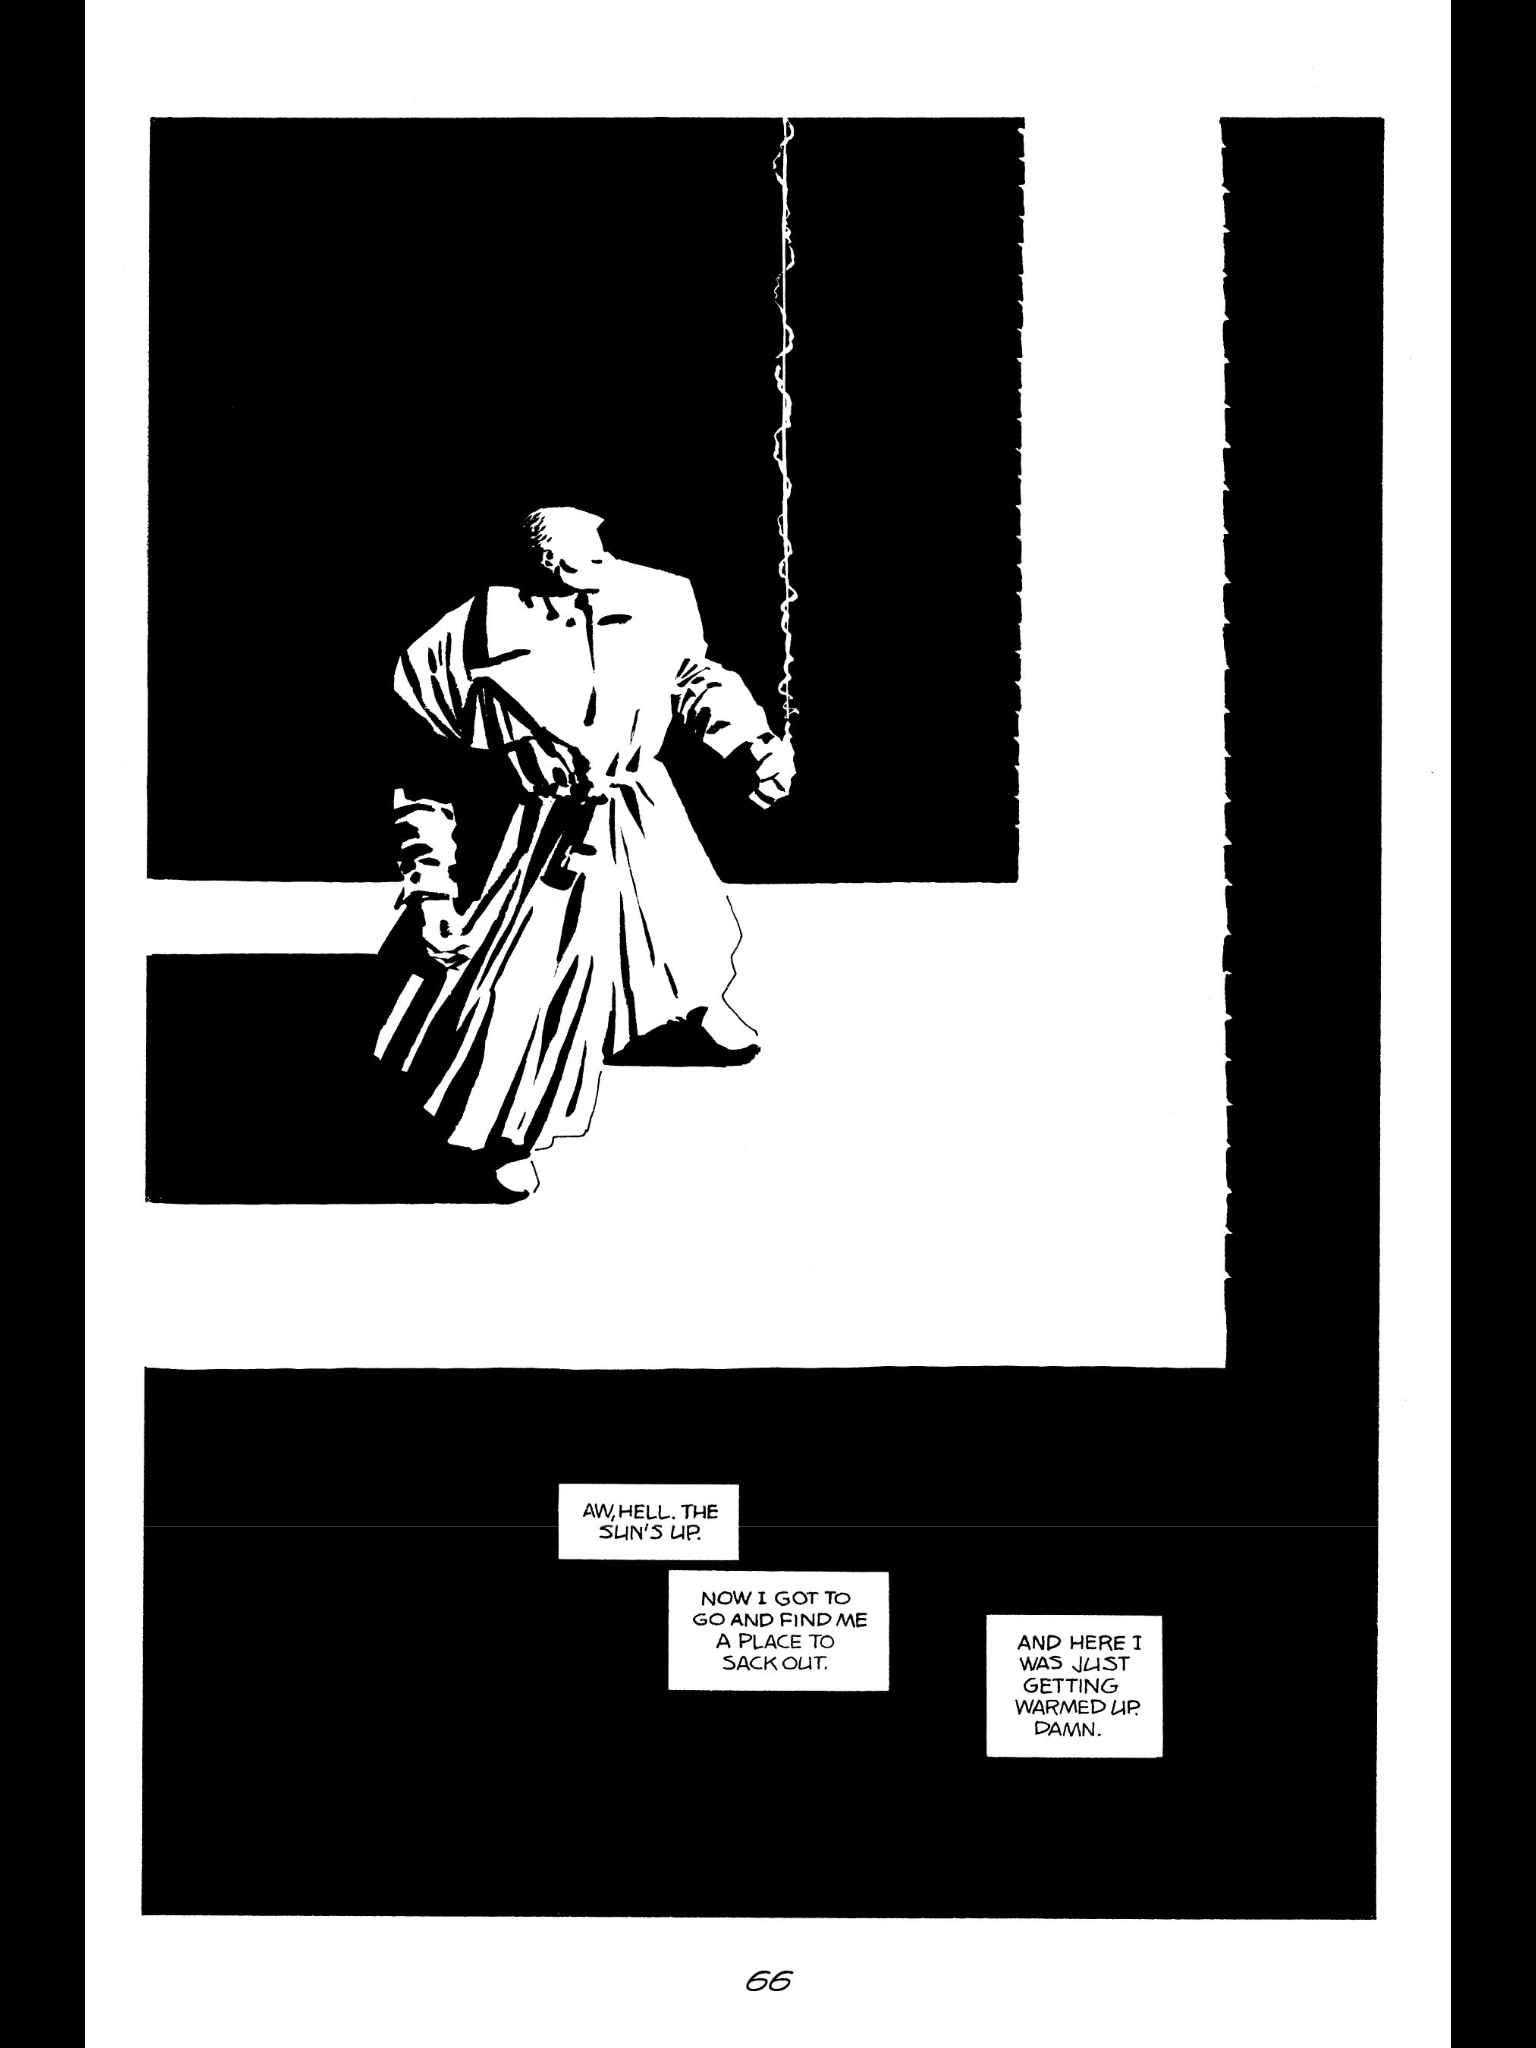 AW, HELL. THE
SUN'S UP.
NOW I GOT TO
GO AND FIND ME
A PLACE TO
SACK OUT.
AND HERE I
WAS JUST
GETTING
WARMED UP.
DAMN.
66